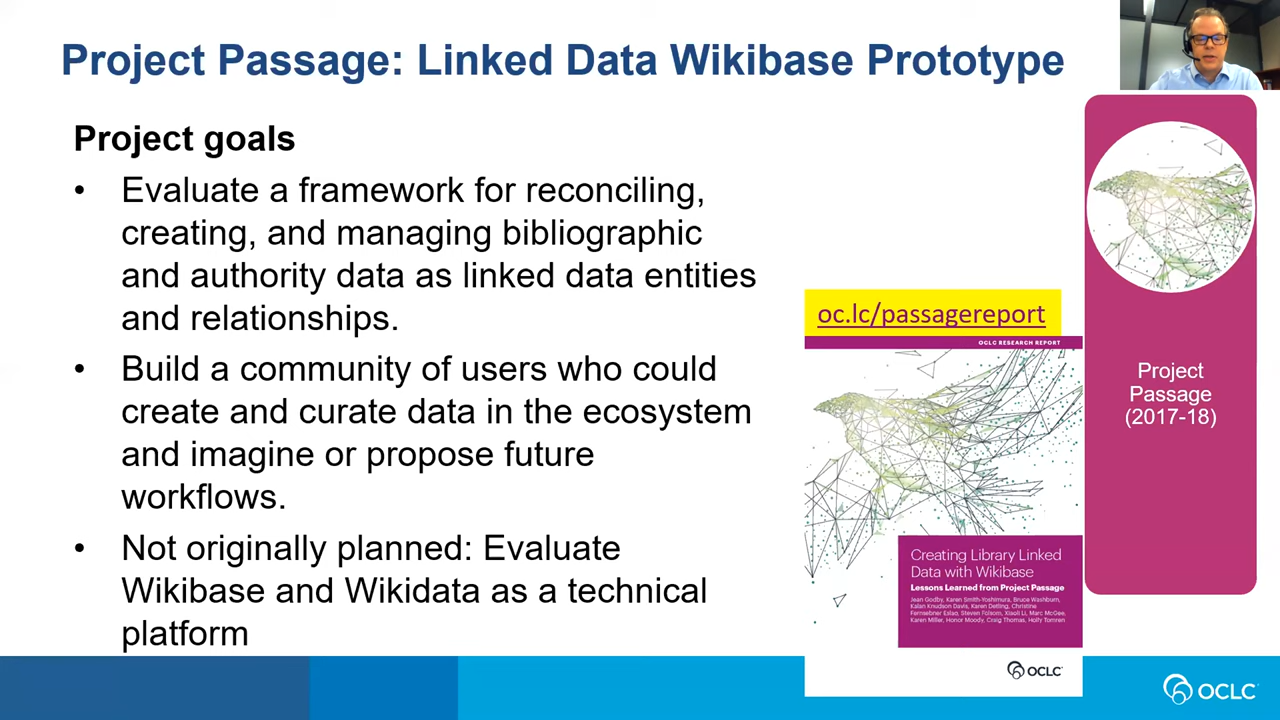 Project Passage: Linked Data Wikibase Prototype
Project goals
• Evaluate a framework for reconciling,
creating, and managing bibliographic
and authority data as linked data entities
and relationships.
• Build a community of users who could
create and curate data in the ecosystem
and imagine or propose future
workflows.
• Not originally planned: Evaluate
Wikibase and Wikidata as a technical
platform
oc.lc/passagereport
OCLC RESEARCH REPORT
Creating Library Linked
Data with Wikibase
Lessons Learned from Project Passage
Jean Godby, Karen Smith-Yoshimura, Bruce Washburn,
Kalan Knudson Davis, Karen Detling, Christine
Fernsebner Eslao, Steven Folsom, Xiaoli Li, Marc McGee,
Karen Miller, Honor Moody, Craig Thomas, Holly Tomren
OCLC
Project
Passage
(2017-18)
OCLC